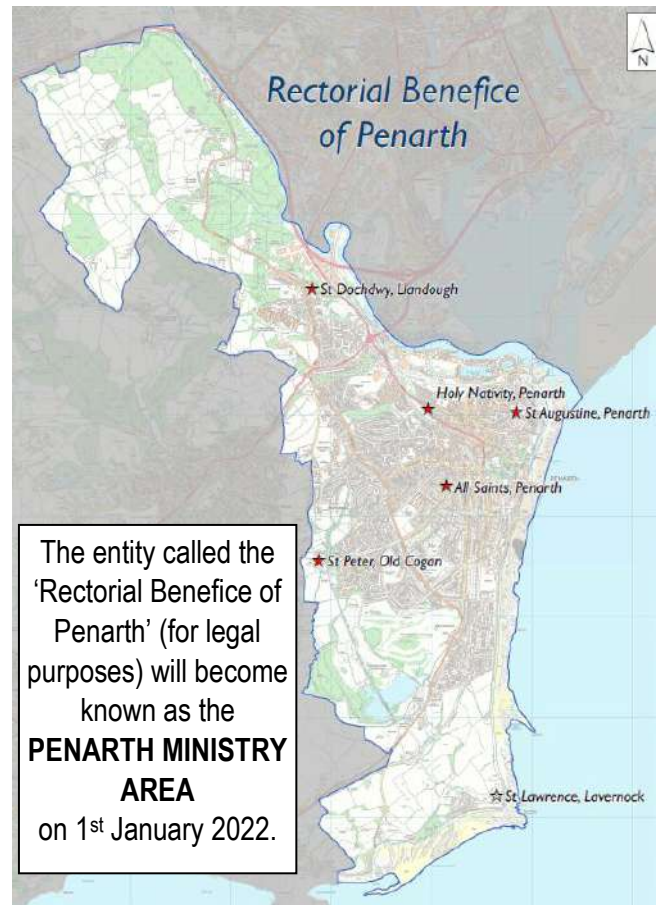 N
Rectorial Benefice
of Penarth
St Dochdwy, Llandough
Holy Nativity, Penarth
St Augustine, Penarth
All Saints, Penarth
St Peter, Old Cogan
The entity called the
‘Rectorial Benefice of
Penarth’ (for legal
purposes) will become
known as the
PENARTH MINISTRY
AREA
on 1st January 2022.
St Lawrence, Lavernock